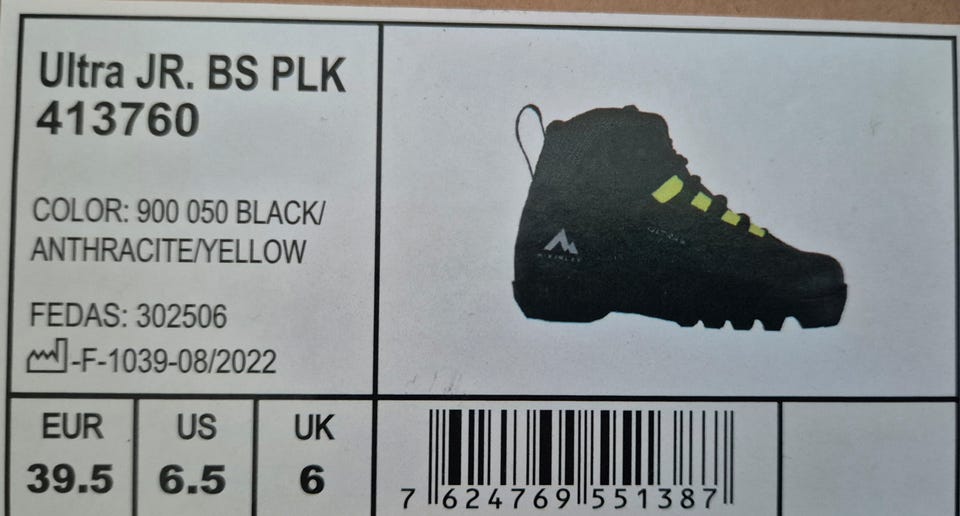 Ultra JR. BS PLK
413760
COLOR: 900 050 BLACK/
ANTHRACITE/YELLOW
FEDAS: 302506
-F-1039-08/2022
EUR
39.5
US
6.5
UK
6
McKINLEY
7 624769 551387